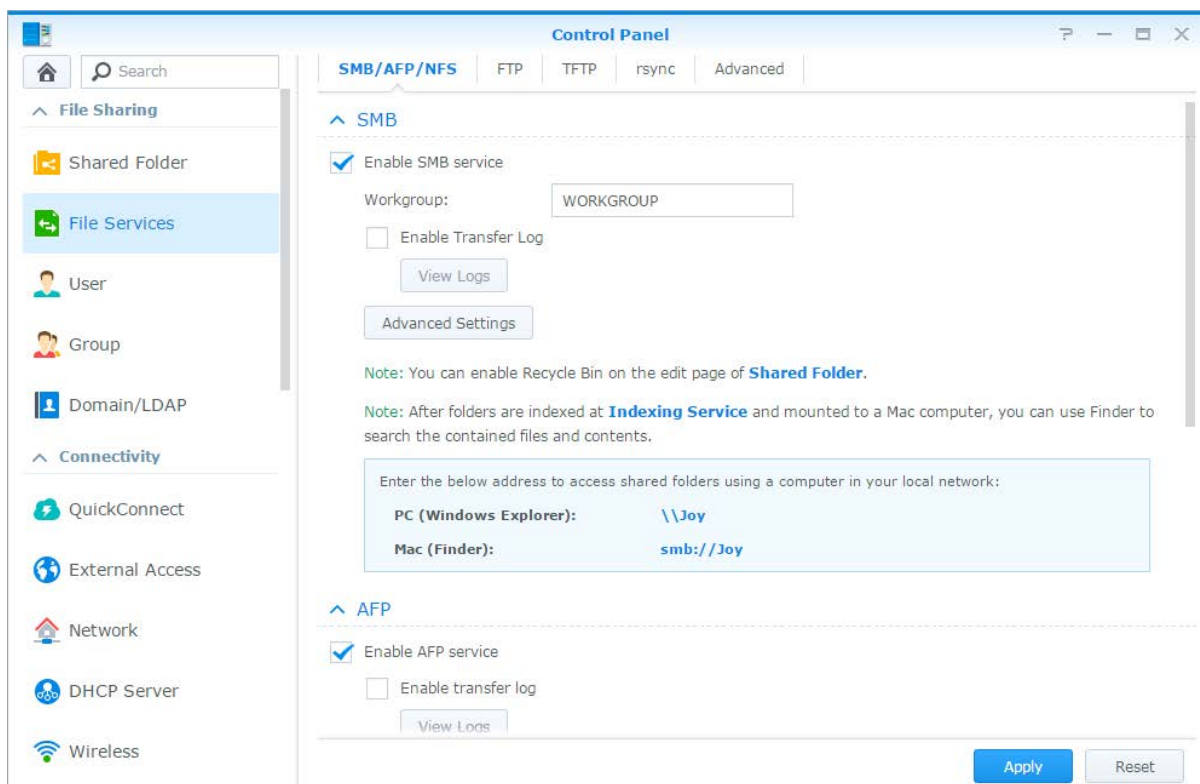 Control Panel
Search
File Sharing
Shared Folder
File Services
User
Group
Domain/LDAP
Connectivity
QuickConnect
External Access
Network
DHCP Server
Wireless
SMB/AFP/NFS FTP TFTP rsync Advanced
SMB
Enable SMB service
Workgroup: WORKGROUP
Enable Transfer Log
View Logs
Advanced Settings
Note: You can enable Recycle Bin on the edit page of Shared Folder.
Note: After folders are indexed at Indexing Service and mounted to a Mac computer, you can use Finder to
search the contained files and contents.
Enter the below address to access shared folders using a computer in your local network:
PC (Windows Explorer): \\Joy
Mac (Finder): smb://Joy
AFP
Enable AFP service
Enable transfer log
View Logs
Apply Reset